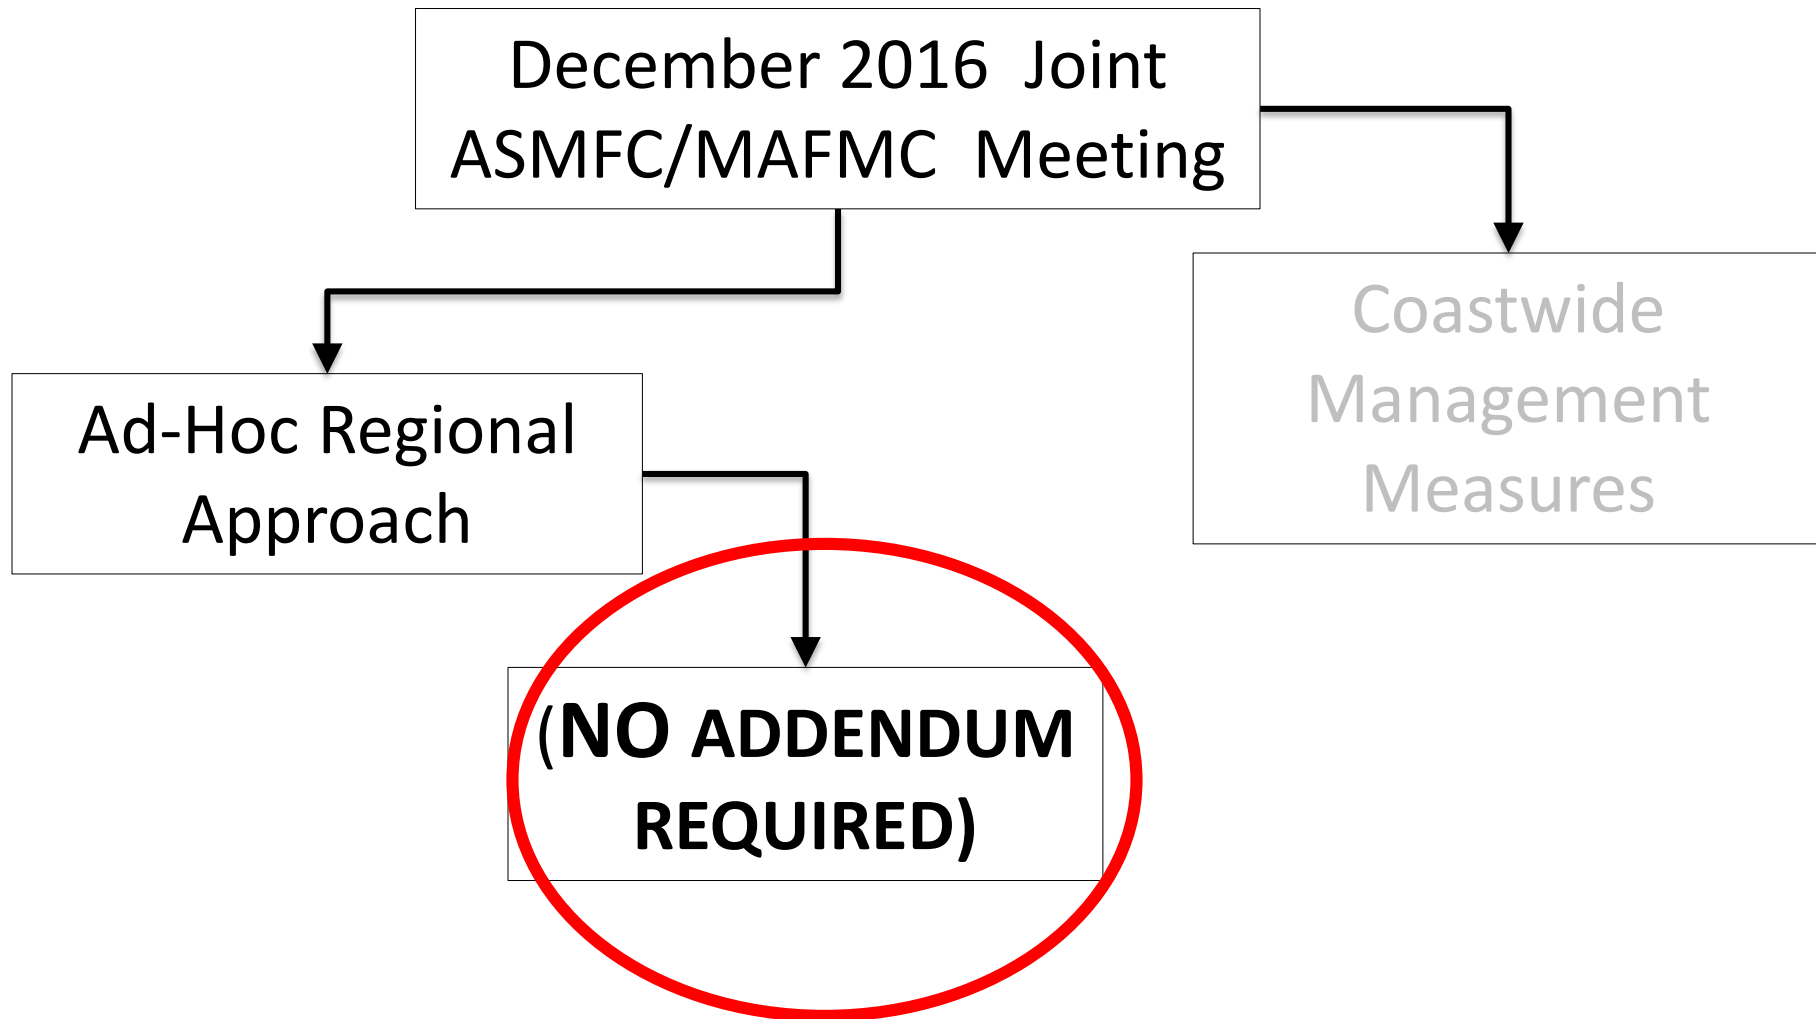 December 2016  Joint
ASMFC/MAFMC  Meeting
Coastwide
Management
Measures
Ad-Hoc Regional
Approach
(NO ADDENDUM
REQUIRED)